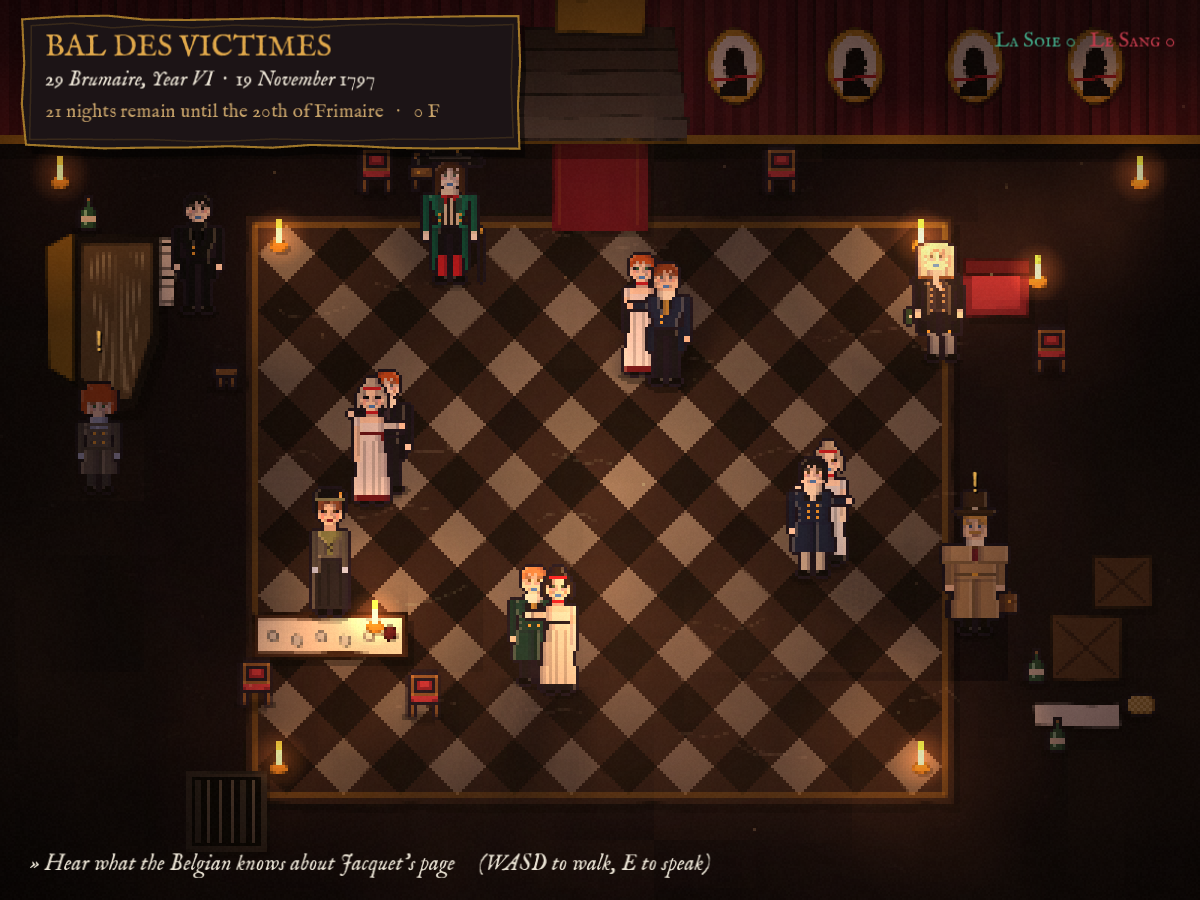 BAL DES VICTIMES
29 Brumaire, Year VI · 19 November 1797
21 nights remain until the 20th of Frimaire · 0 F
La Soie 0 Le Sang 0
!
!
» Hear what the Belgian knows about Jacquet's page (WASD to walk, E to speak)